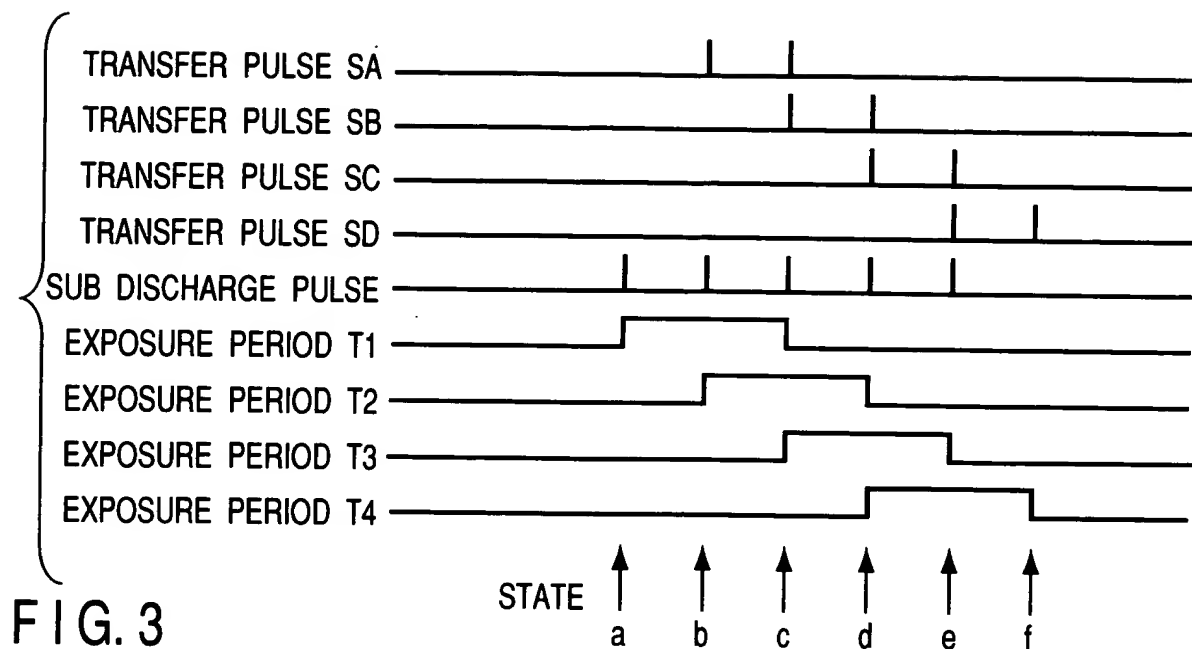 TRANSFER PULSE SA
TRANSFER PULSE SB
TRANSFER PULSE SC
TRANSFER PULSE SD
SUB DISCHARGE PULSE
EXPOSURE PERIOD T1
EXPOSURE PERIOD T2
EXPOSURE PERIOD T3
EXPOSURE PERIOD T4
STATE
a b c d e f
FIG. 3